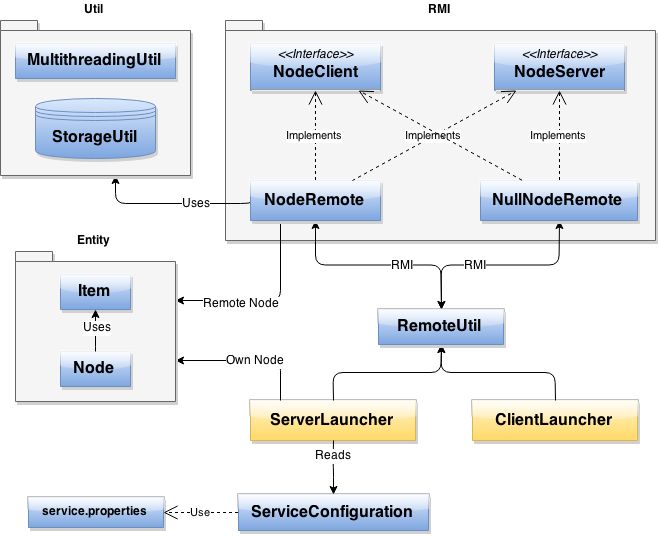 Util
RMI
MultithreadingUtil
StorageUtil
<<Interface>>
NodeClient
<<Interface>>
NodeServer
Implements
Implements
Implements
NodeRemote
NullNodeRemote
Uses
Entity
RMI
RMI
Item
Uses
Node
Remote Node
RemoteUtil
Own Node
ServerLauncher
ClientLauncher
Reads
service.properties
Use
ServiceConfiguration